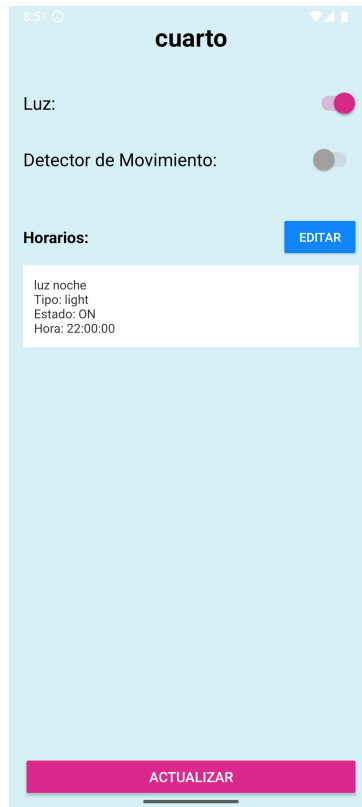 8:51
cuarto
Luz:
Detector de Movimiento:
Horarios:
EDITAR
luz noche
Tipo: light
Estado: ON
Hora: 22:00:00
ACTUALIZAR